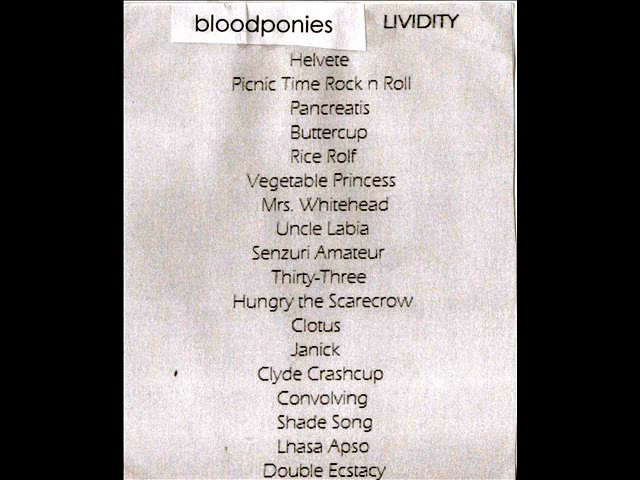 bloodponies LIVIDITY
Helvete
Picnic Time Rock n Roll
Pancreatis
Buttercup
Rice Rolf
Vegetable Princess
Mrs. Whitehead
Uncle Labia
Senzuri Amateur
Thirty-Three
Hungry the Scarecrow
Clotus
Janick
Clyde Crashcup
Convolving
Shade Song
Lhasa Apso
Double Ecstacy